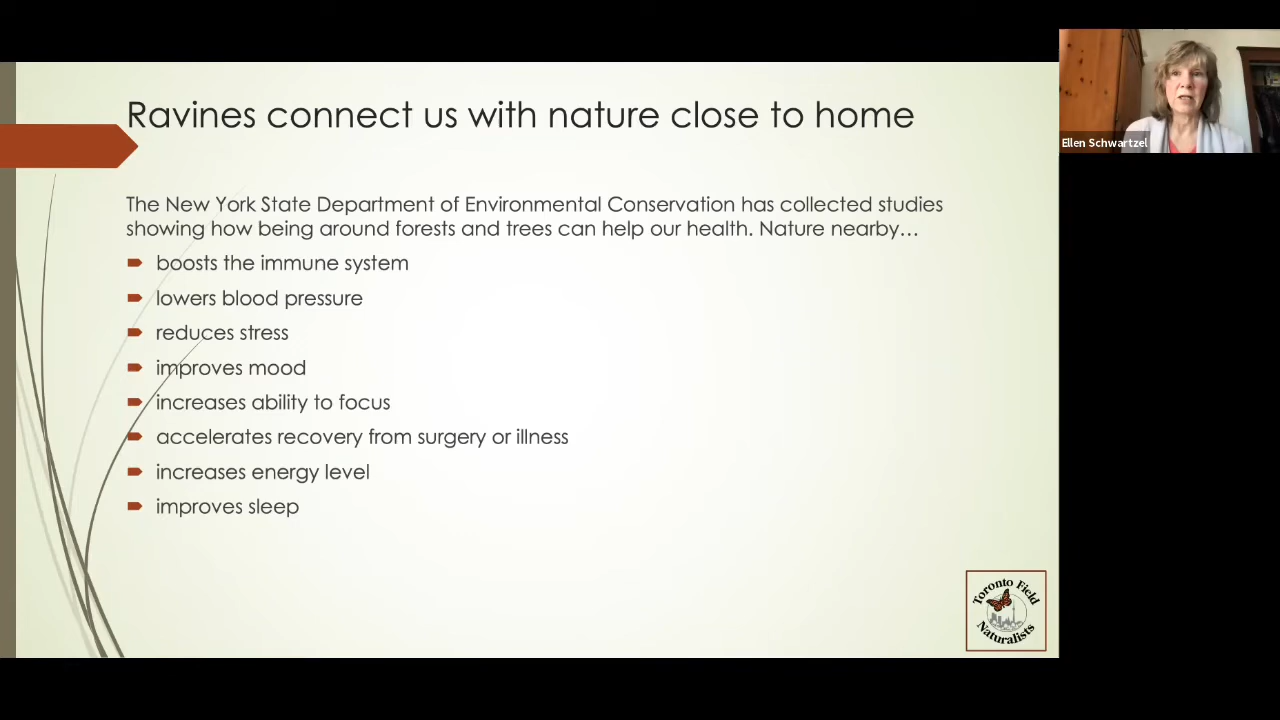 Ravines connect us with nature close to home
Ellen Schwartzel
The New York State Department of Environmental Conservation has collected studies
showing how being around forests and trees can help our health. Nature nearby…
boosts the immune system
lowers blood pressure
reduces stress
improves mood
increases ability to focus
accelerates recovery from surgery or illness
increases energy level
improves sleep
Toronto Field
Naturalists